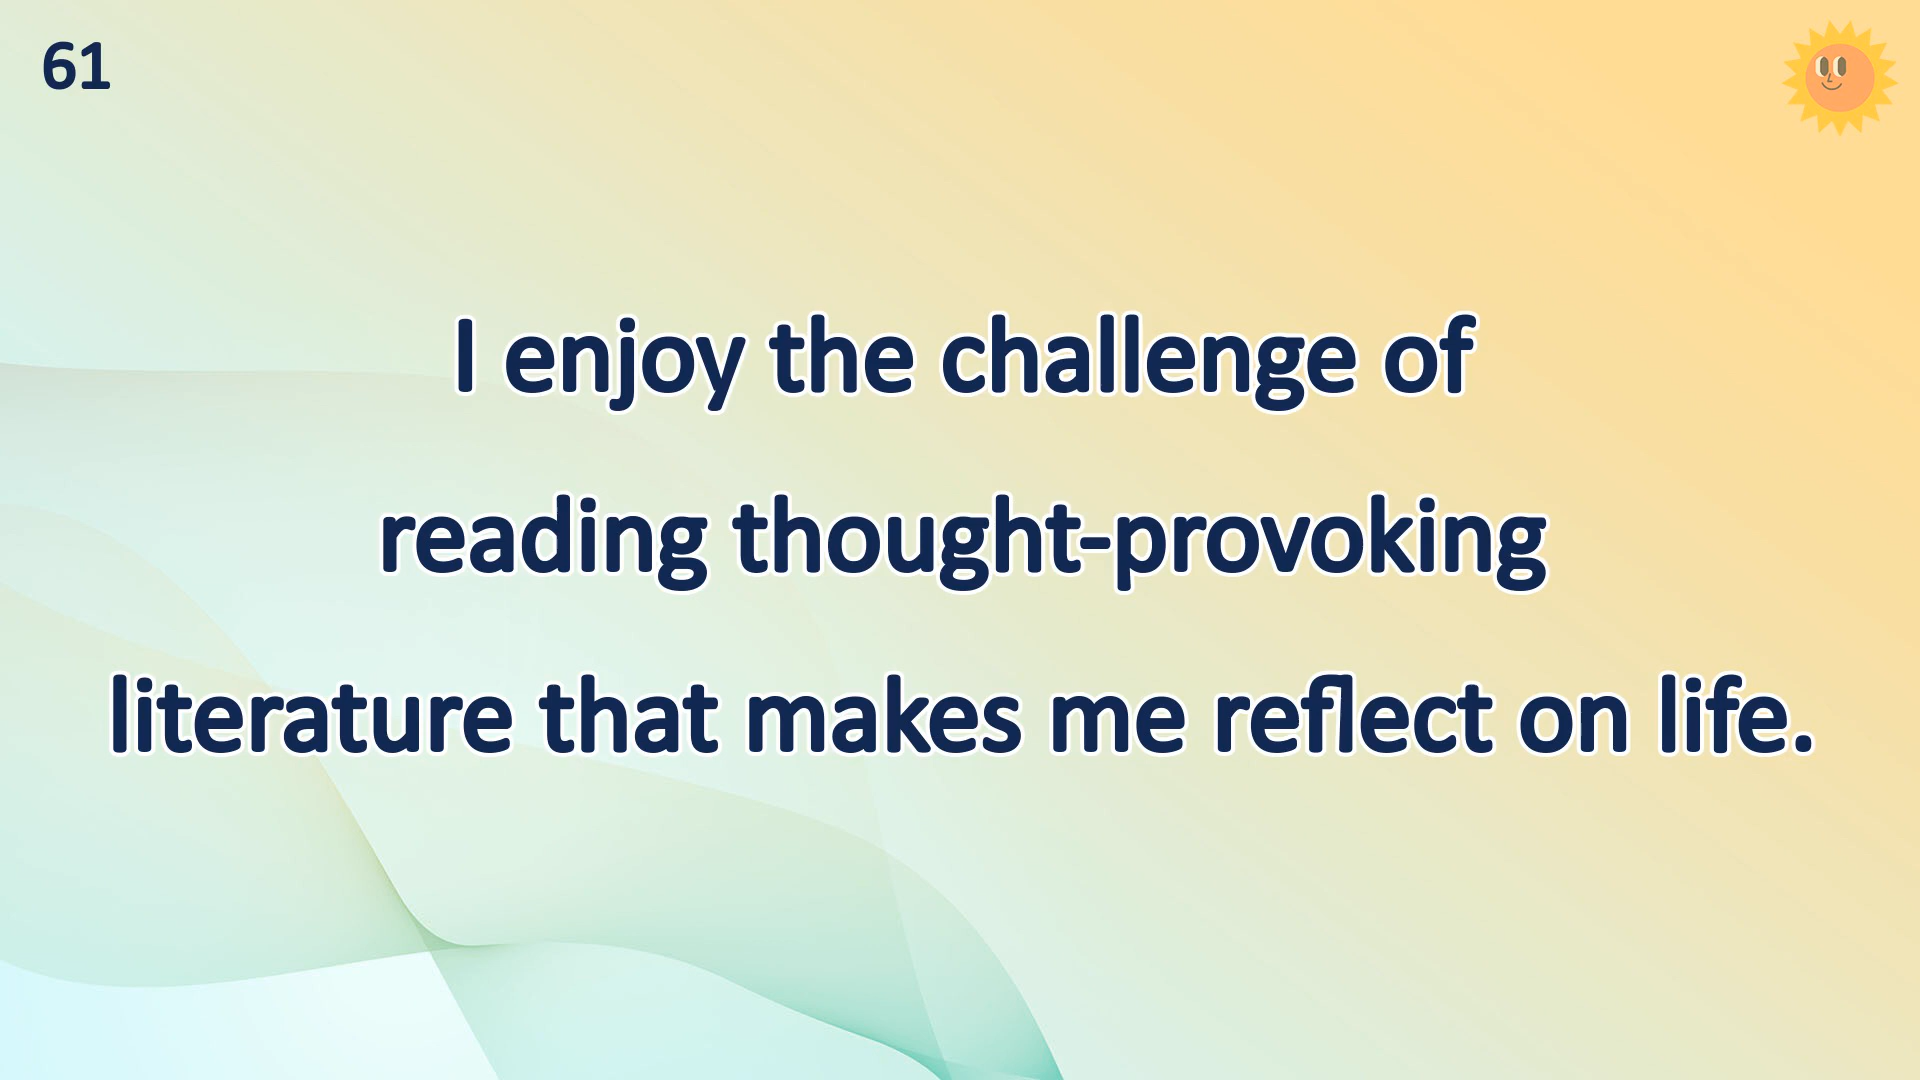 61
I enjoy the challenge of
reading thought-provoking
literature that makes me reflect on life.